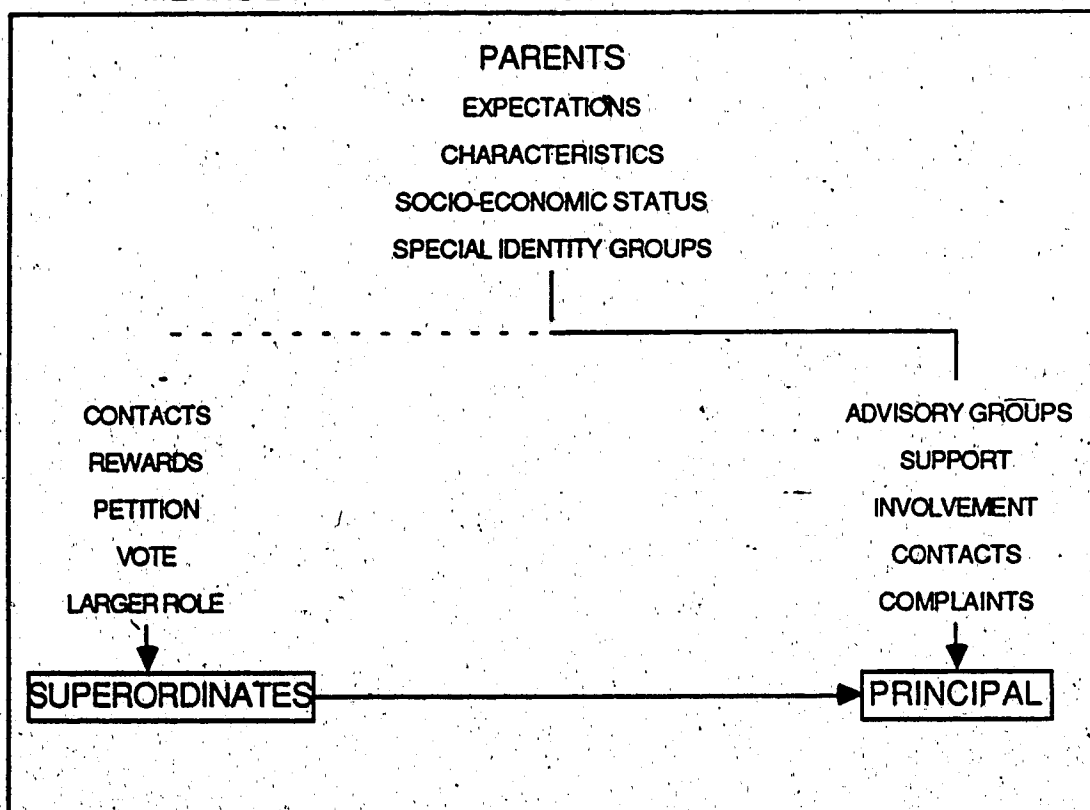 PARENTS
EXPECTATIONS
CHARACTERISTICS
SOCIO-ECONOMIC STATUS
SPECIAL IDENTITY GROUPS
CONTACTS
REWARDS
PETITION
VOTE
LARGER ROLE
SUPERORDINATES
ADVISORY GROUPS
SUPPORT
INVOLVEMENT
CONTACTS
COMPLAINTS
PRINCIPAL